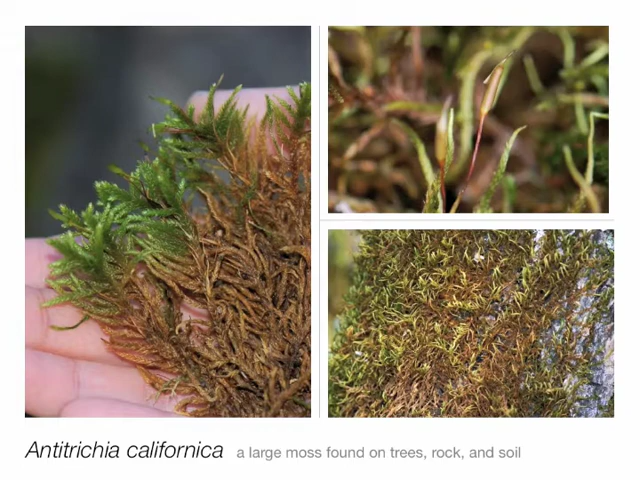 Antitrichia californica a large moss found on trees, rock, and soil